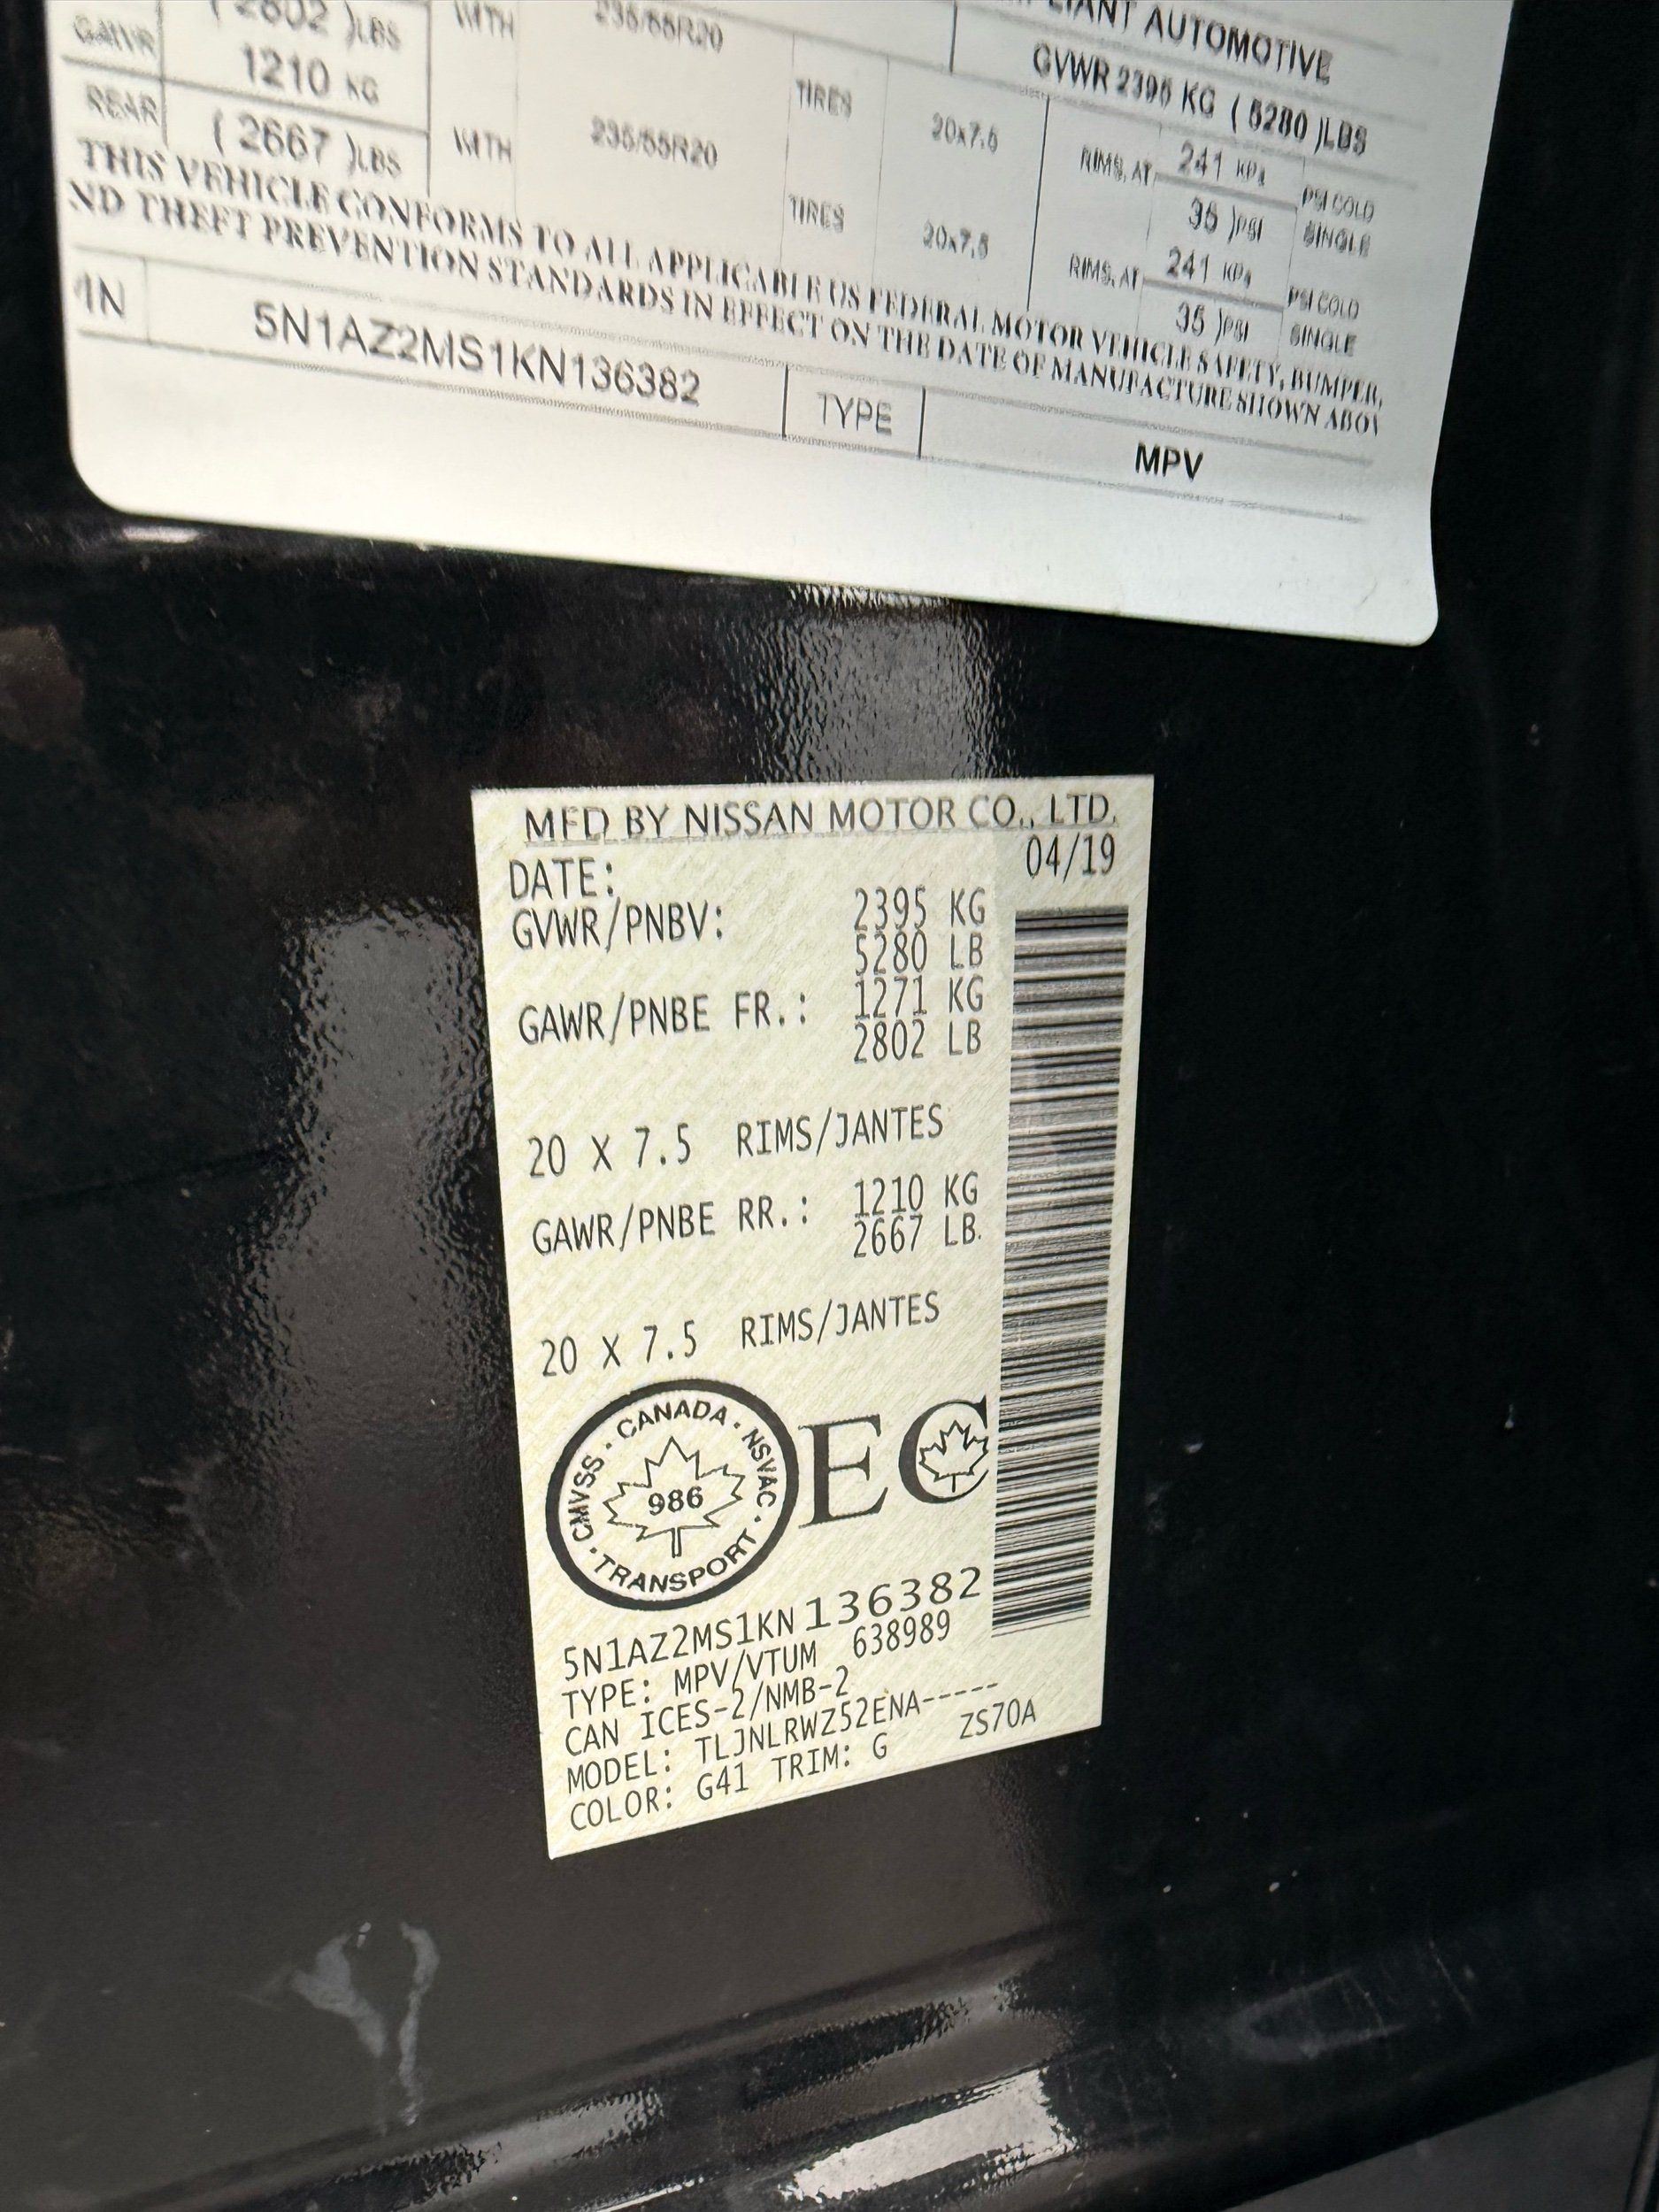 LIANT AUTOMOTIVE
GVWR 2395 KG ( 5280 )LBS
GAWR ( 2802 )LBS WITH 235/55R20 TIRES 20x7.5 RIMS, AT 241 KPa PSI COLD
35 )PSI SINGLE
REAR 1210 KG
( 2667 )LBS WITH 235/55R20 TIRES 20x7.5 RIMS, AT 241 KPa PSI COLD
35 )PSI SINGLE
THIS VEHICLE CONFORMS TO ALL APPLICABLE US FEDERAL MOTOR VEHICLE SAFETY, BUMPER,
ND THEFT PREVENTION STANDARDS IN EFFECT ON THE DATE OF MANUFACTURE SHOWN ABOV
IN 5N1AZ2MS1KN136382 TYPE MPV
MFD BY NISSAN MOTOR CO., LTD.
DATE: 04/19
GVWR/PNBV: 2395 KG
5280 LB
GAWR/PNBE FR.: 1271 KG
2802 LB
20 X 7.5 RIMS/JANTES
GAWR/PNBE RR.: 1210 KG
2667 LB.
20 X 7.5 RIMS/JANTES
CMVSS · CANADA · NSVAC · TRANSPORT ·
986
EC
5N1AZ2MS1KN136382
TYPE: MPV/VTUM 638989
CAN ICES-2/NMB-2
MODEL: TLJNLRWZ52ENA-----
COLOR: G41 TRIM: G ZS70A